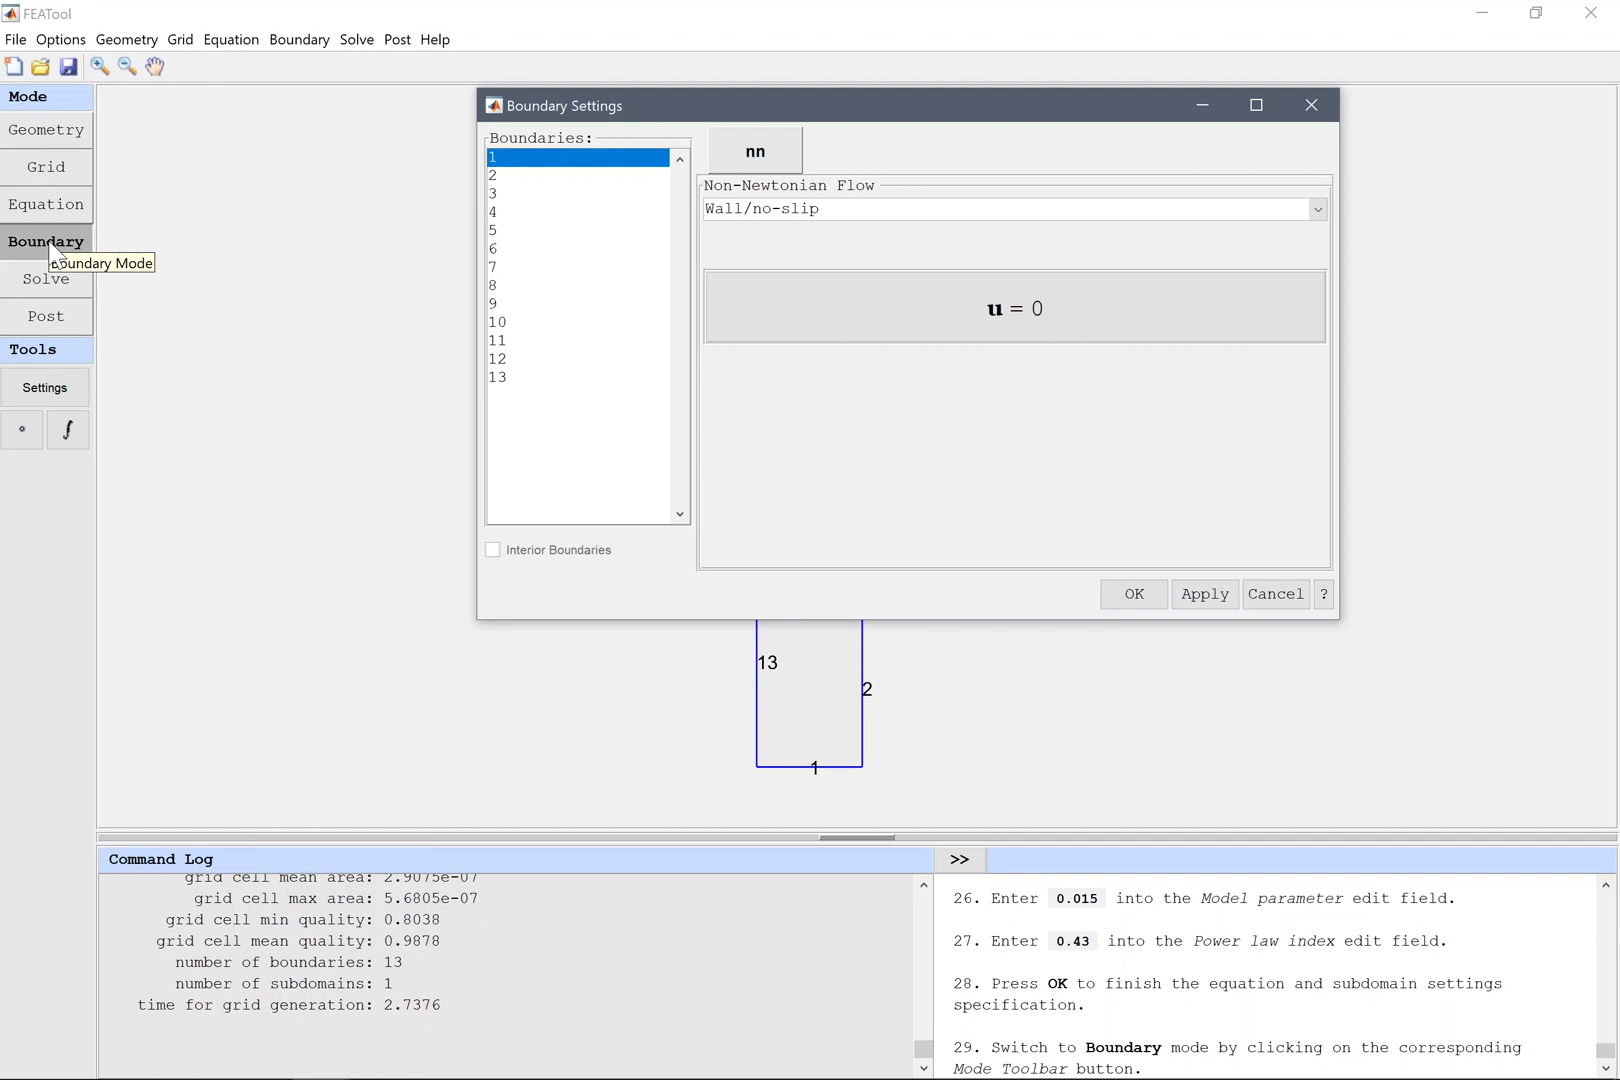 FEATool
File Options Geometry Grid Equation Boundary Solve Post Help
Mode
Geometry
Grid
Equation
Boundary
Boundary Mode
Solve
Post
Tools
Settings
∫
Boundary Settings
Boundaries:
1
2
3
4
5
6
7
8
9
10
11
12
13
Interior Boundaries
nn
Non-Newtonian Flow
Wall/no-slip
u = 0
OK Apply Cancel ?
13
2
1
Command Log
grid cell mean area: 2.9075e-07
grid cell max area: 5.6805e-07
grid cell min quality: 0.8038
grid cell mean quality: 0.9878
number of boundaries: 13
number of subdomains: 1
time for grid generation: 2.7376
>>
26. Enter 0.015 into the Model parameter edit field.
27. Enter 0.43 into the Power law index edit field.
28. Press OK to finish the equation and subdomain settings
specification.
29. Switch to Boundary mode by clicking on the corresponding
Mode Toolbar button.